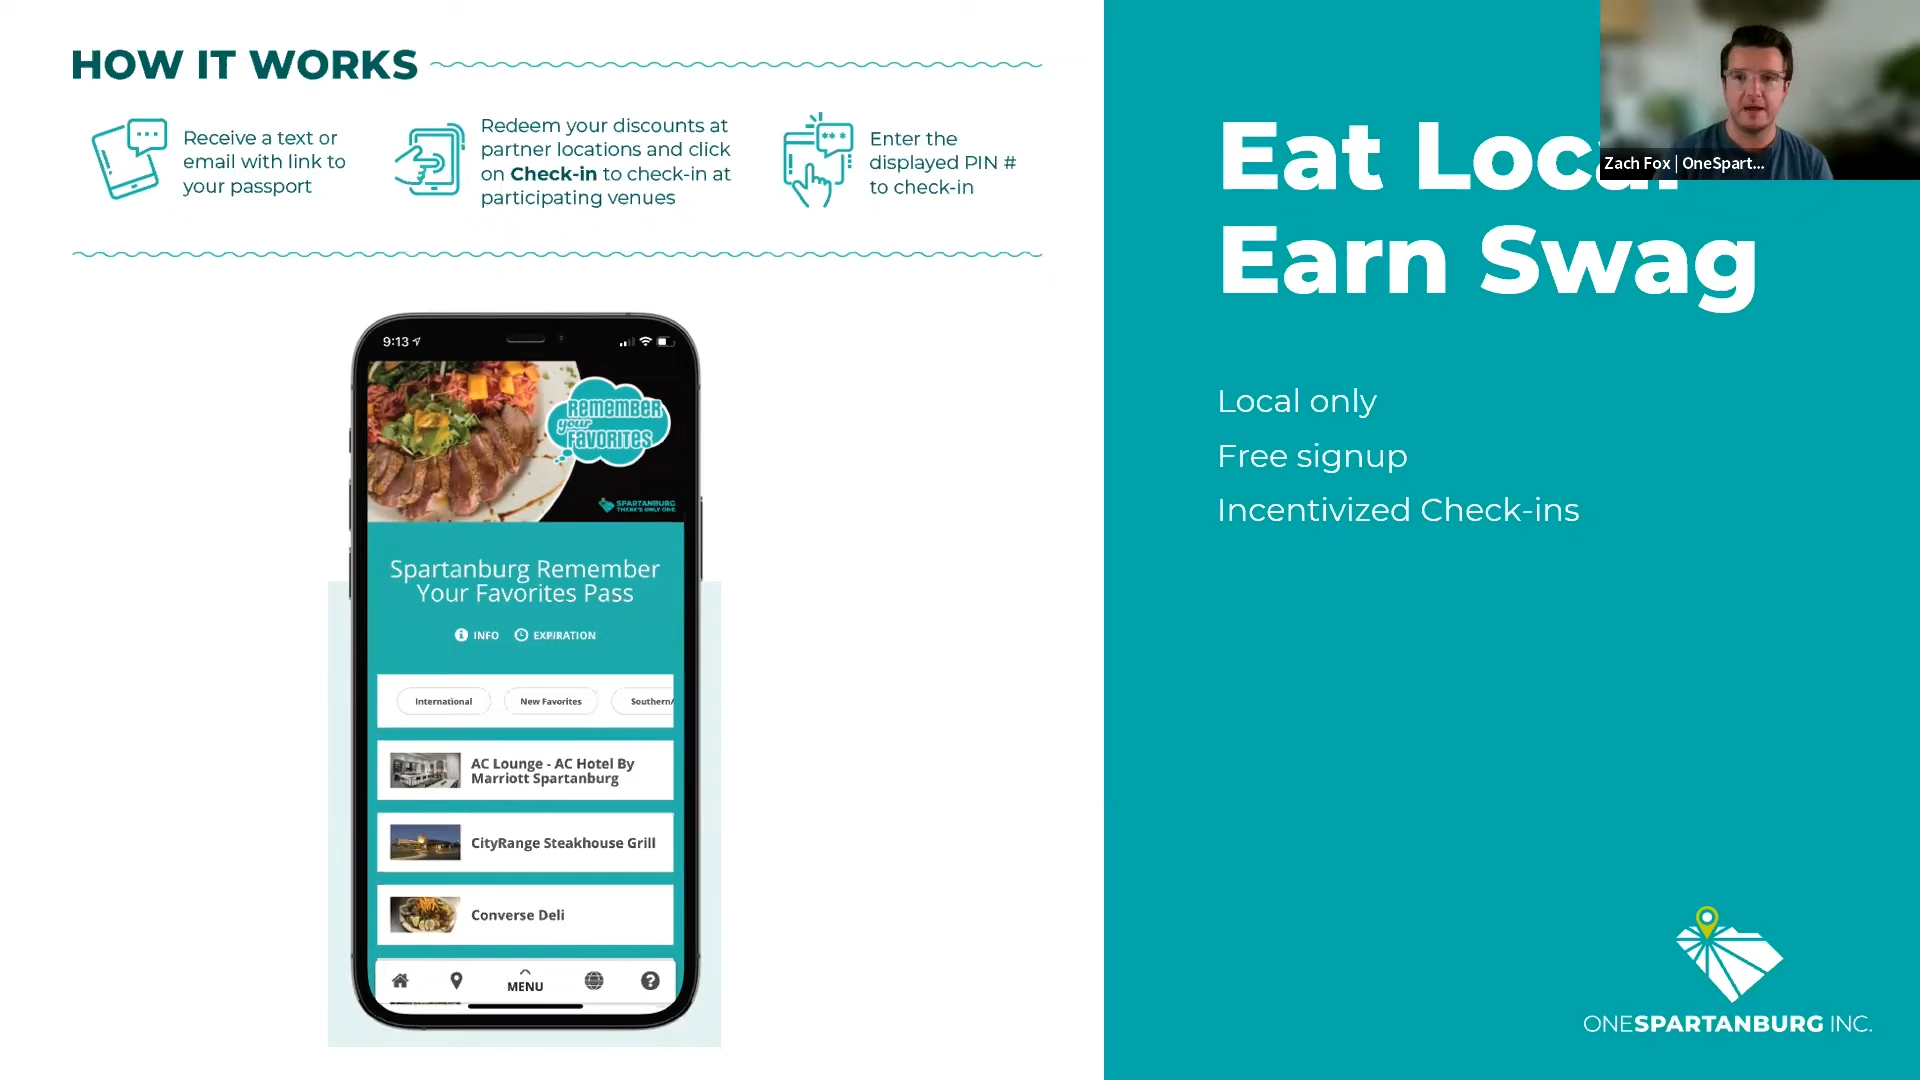 HOW IT WORKS
Receive a text or
email with link to
your passport
Redeem your discounts at
partner locations and click
on Check-in to check-in at
participating venues
***
Enter the
displayed PIN #
to check-in
9:13
REMEMBER
your
FAVORITES
SPARTANBURG
THERE'S ONLY ONE.
Spartanburg Remember
Your Favorites Pass
INFO
EXPIRATION
International
New Favorites
Southern/
AC Lounge - AC Hotel By
Marriott Spartanburg
CityRange Steakhouse Grill
Converse Deli
MENU
Eat Local
Earn Swag
Local only
Free signup
Incentivized Check-ins
Zach Fox | OneSpart...
ONESPARTANBURG INC.